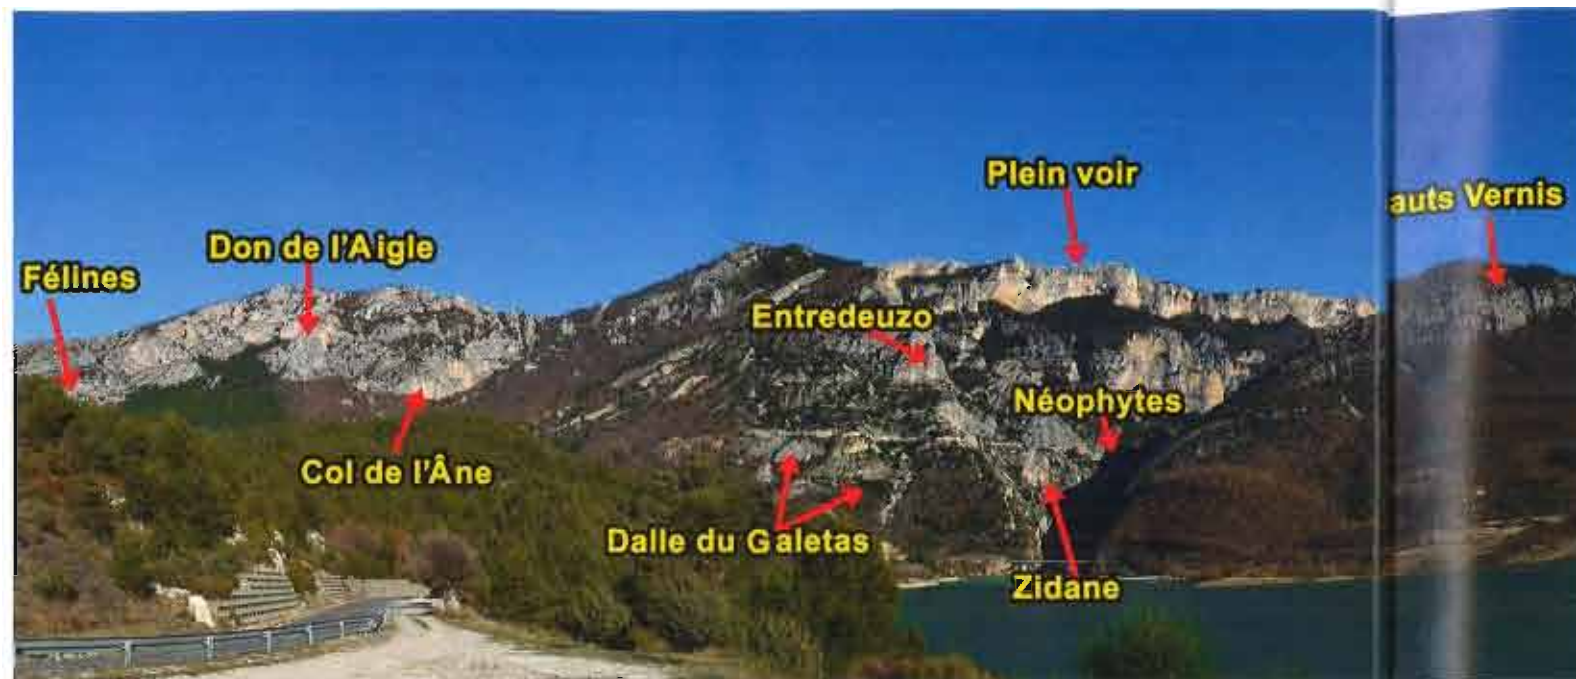 Plein voir
auts Vernis
Don de l'Aigle
Félines
Entredeuzo
Néophytes
Col de l'Âne
Dalle du Galetas
Zidane